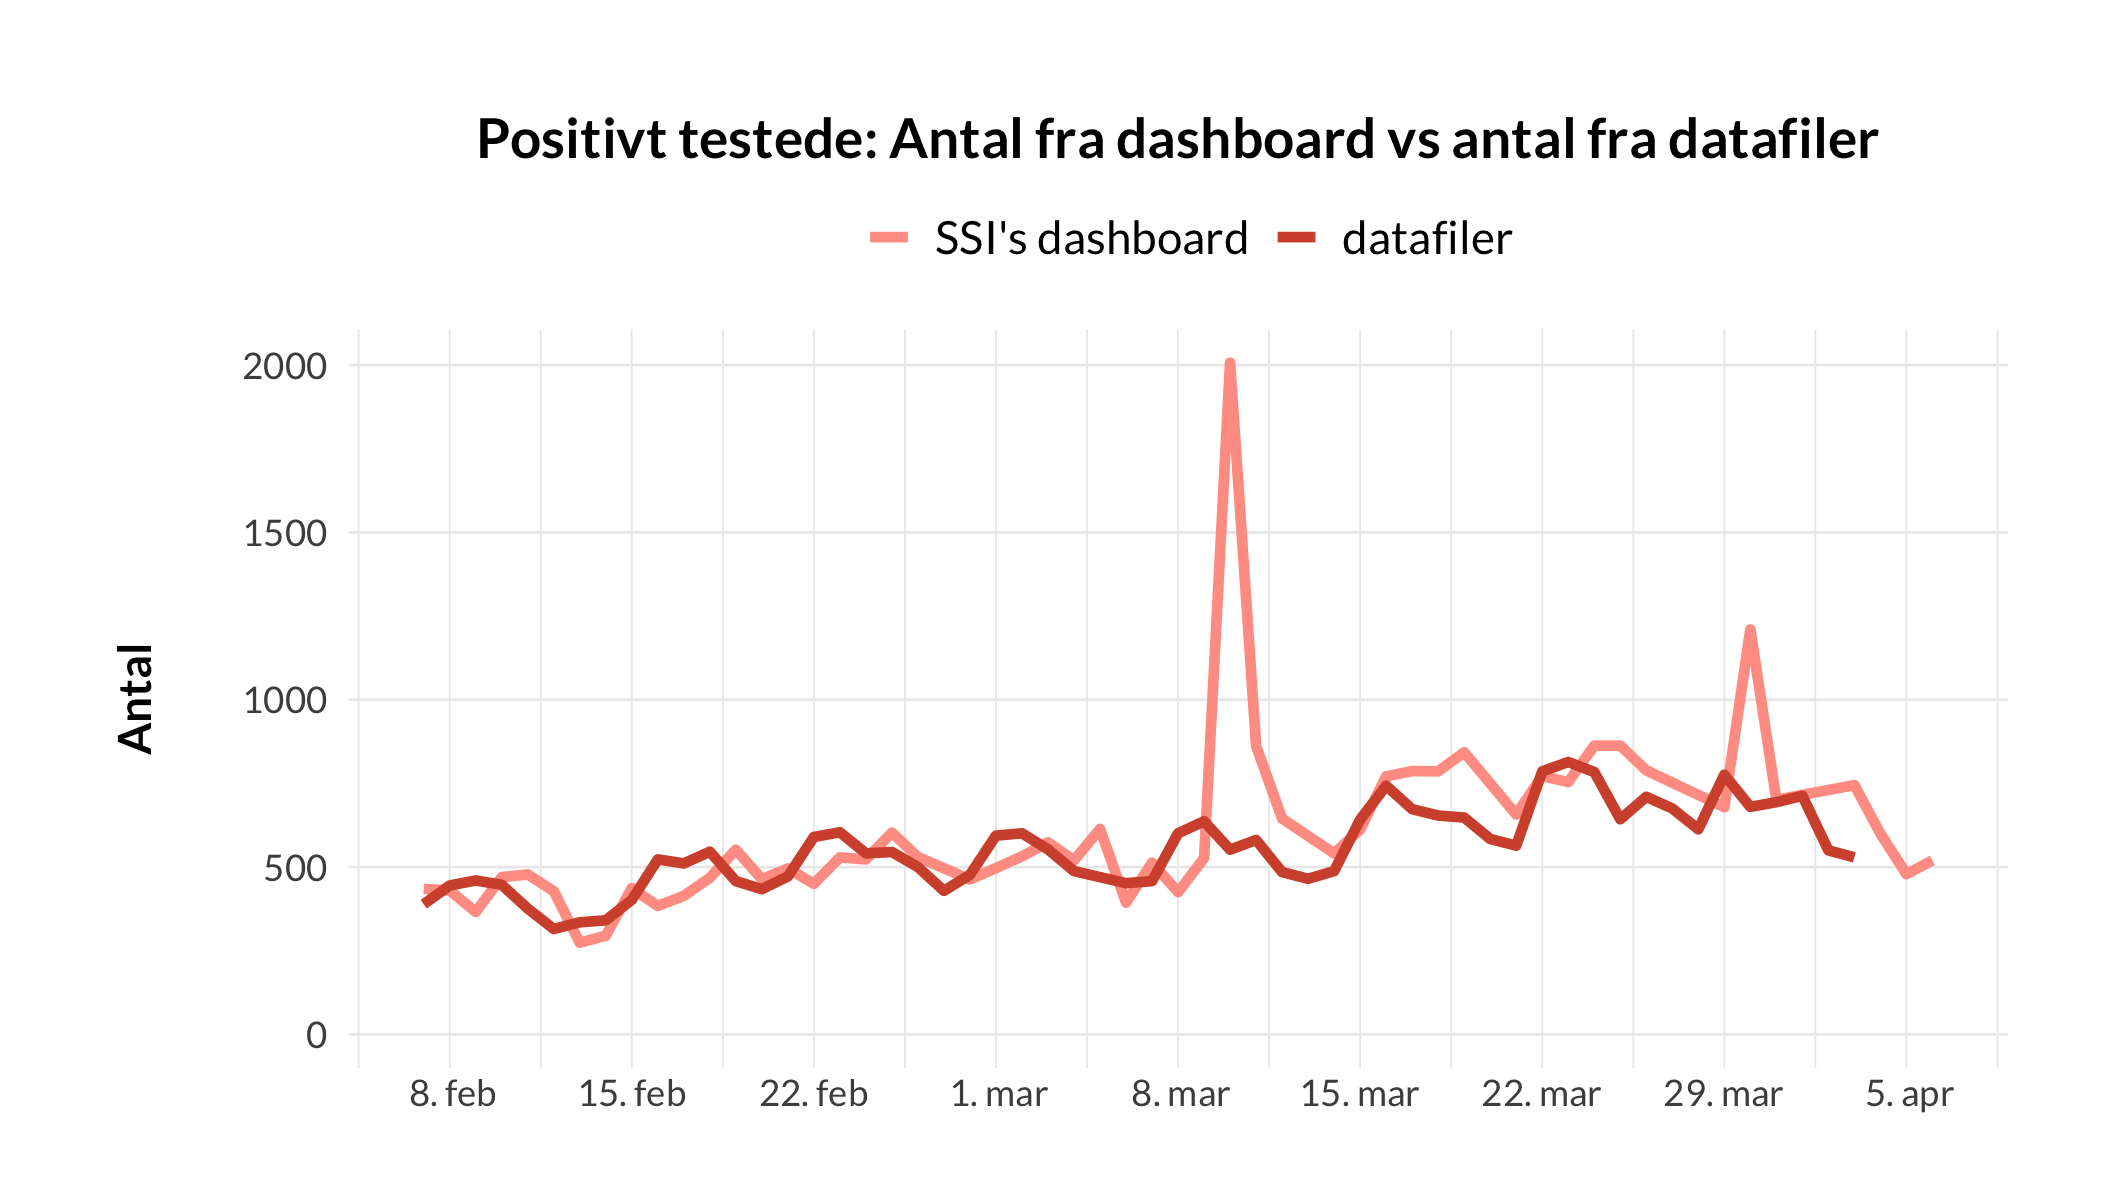 Positivt testede: Antal fra dashboard vs antal fra datafiler
SSI's dashboard datafiler
Antal
2000
1500
1000
500
0
8. feb 15. feb 22. feb 1. mar 8. mar 15. mar 22. mar 29. mar 5. apr